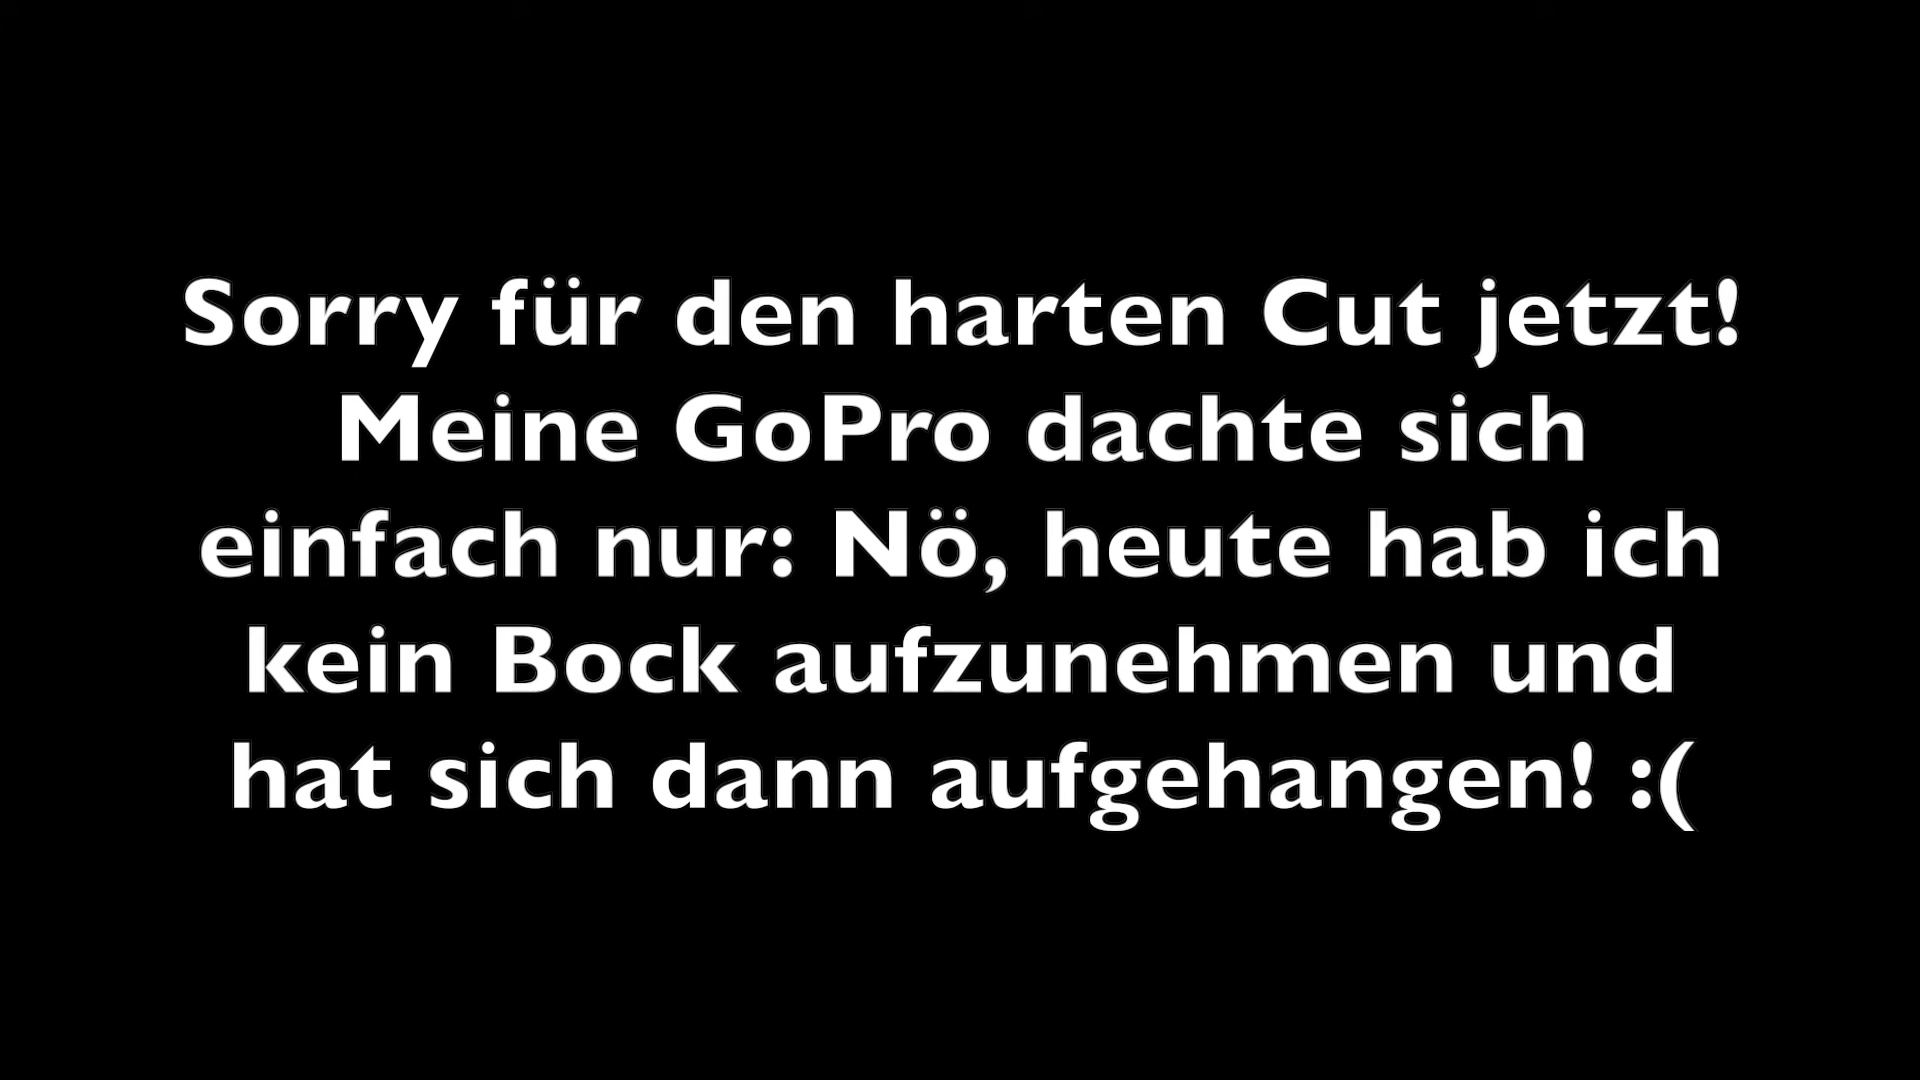 Sorry für den harten Cut jetzt!
Meine GoPro dachte sich
einfach nur: Nö, heute hab ich
kein Bock aufzunehmen und
hat sich dann aufgehangen! :(